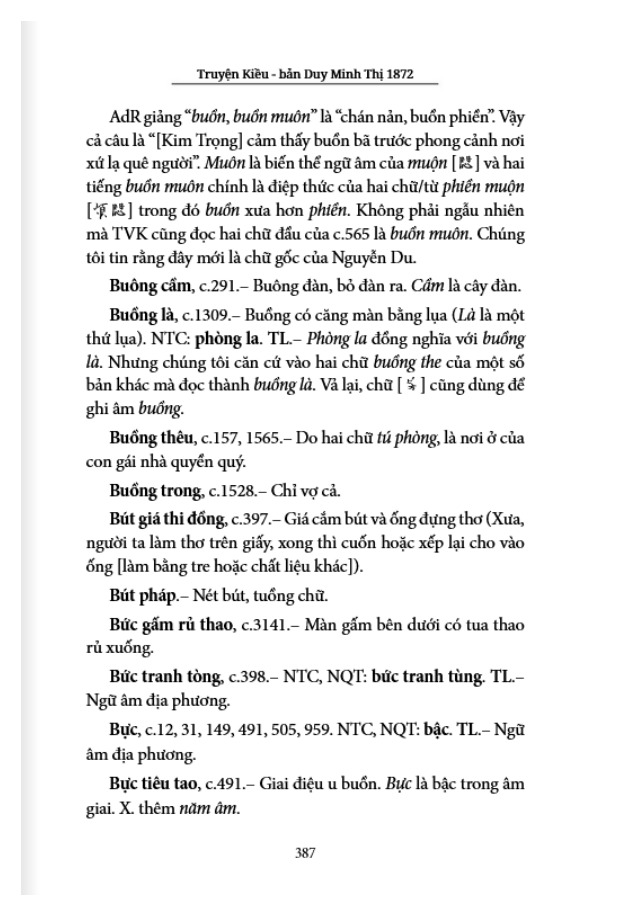 Truyện Kiều - bản Duy Minh Thị 1872
AdR giảng “buồn, buồn muôn” là “chán nản, buồn phiền”. Vậy
cả câu là “[Kim Trọng] cảm thấy buồn bã trước phong cảnh nơi
xứ lạ quê người”. Muôn là biến thể ngữ âm của muộn [ ] và hai
tiếng buồn muôn chính là điệp thức của hai chữ/từ phiền muộn
[ ] trong đó buồn xưa hơn phiền. Không phải ngẫu nhiên
mà TVK cũng đọc hai chữ đầu của c.565 là buồn muôn. Chúng
tôi tin rằng đây mới là chữ gốc của Nguyễn Du.
Buông cầm, c.291.– Buông đàn, bỏ đàn ra. Cầm là cây đàn.
Buồng là, c.1309.– Buồng có căng màn bằng lụa (Là là một
thứ lụa). NTC: phòng la. TL.– Phòng la đồng nghĩa với buồng
là. Nhưng chúng tôi căn cứ vào hai chữ buồng the của một số
bản khác mà đọc thành buồng là. Vả lại, chữ [ ] cũng dùng để
ghi âm buồng.
Buồng thêu, c.157, 1565.– Do hai chữ tú phòng, là nơi ở của
con gái nhà quyền quý.
Buồng trong, c.1528.– Chỉ vợ cả.
Bút giá thi đồng, c.397.– Giá cắm bút và ống đựng thơ (Xưa,
người ta làm thơ trên giấy, xong thì cuốn hoặc xếp lại cho vào
ống [làm bằng tre hoặc chất liệu khác]).
Bút pháp.– Nét bút, tuồng chữ.
Bức gấm rủ thao, c.3141.– Màn gấm bên dưới có tua thao
rủ xuống.
Bức tranh tòng, c.398.– NTC, NQT: bức tranh tùng. TL.–
Ngữ âm địa phương.
Bực, c.12, 31, 149, 491, 505, 959. NTC, NQT: bậc. TL.– Ngữ
âm địa phương.
Bực tiêu tao, c.491.– Giai điệu u buồn. Bực là bậc trong âm
giai. X. thêm năm âm.
387